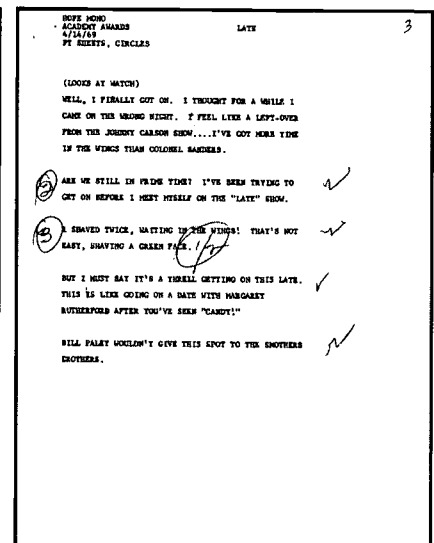 HOPE MONO
ACADEMY AWARDS LATE 3
4/14/69
PT SHEETS, CIRCLES
(LOOKS AT WATCH)
WELL, I FINALLY GOT ON. I THOUGHT FOR A WHILE I
CAME ON THE WRONG NIGHT. I FEEL LIKE A LEFT-OVER
FROM THE JOHNNY CARSON SHOW....I'VE GOT MORE TIME
IN THE WINGS THAN COLONEL SANDERS.
2 ARE WE STILL IN PRIME TIME? I'VE BEEN TRYING TO
GET ON BEFORE I MEET MYSELF ON THE "LATE" SHOW.
3 I SHAVED TWICE, WAITING IN THE WINGS! THAT'S NOT
EASY, SHAVING A GREEN FACE.
BUT I MUST SAY IT'S A THRILL GETTING ON THIS LATE.
THIS IS LIKE GOING ON A DATE WITH MARGARET
RUTHERFORD AFTER YOU'VE SEEN "CANDY!"
BILL PALEY WOULDN'T GIVE THIS SPOT TO THE SMOTHERS
BROTHERS.